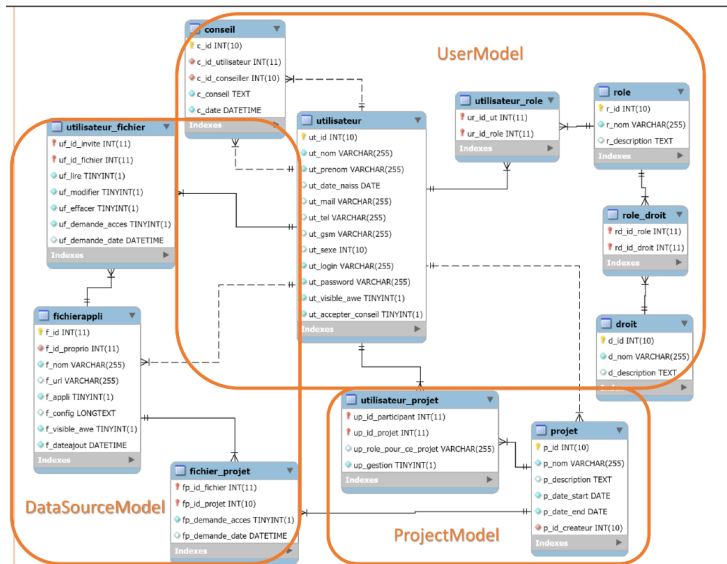 conseil
c_id INT(10)
c_id_utilisateur INT(11)
c_id_conseiller INT(10)
c_conseil TEXT
c_date DATETIME
Indexes
UserModel
utilisateur_fichier
uf_id_invite INT(11)
uf_id_fichier INT(11)
uf_lire TINYINT(1)
uf_modifier TINYINT(1)
uf_effacer TINYINT(1)
uf_demande_acces TINYINT(1)
uf_demande_date DATETIME
Indexes
utilisateur
ut_id INT(10)
ut_nom VARCHAR(255)
ut_prenom VARCHAR(255)
ut_date_naiss DATE
ut_mail VARCHAR(255)
ut_tel VARCHAR(255)
ut_gsm VARCHAR(255)
ut_sexe INT(10)
ut_login VARCHAR(255)
ut_password VARCHAR(255)
ut_visible_awe TINYINT(1)
ut_accepter_conseil TINYINT(1)
Indexes
utilisateur_role
ur_id_ut INT(11)
ur_id_role INT(11)
Indexes
role
r_id INT(10)
r_nom VARCHAR(255)
r_description TEXT
Indexes
role_droit
rd_id_role INT(11)
rd_id_droit INT(11)
Indexes
droit
d_id INT(10)
d_nom VARCHAR(255)
d_description TEXT
Indexes
fichierappli
f_id INT(11)
f_id_proprio INT(11)
f_nom VARCHAR(255)
f_url VARCHAR(255)
f_appli TINYINT(1)
f_config LONGTEXT
f_visible_awe TINYINT(1)
f_dateajout DATETIME
Indexes
utilisateur_projet
up_id_participant INT(11)
up_id_projet INT(11)
up_role_pour_ce_projet VARCHAR(255)
up_gestion TINYINT(1)
Indexes
projet
p_id INT(10)
p_nom VARCHAR(255)
p_description TEXT
p_date_start DATE
p_date_end DATE
p_id_createur INT(10)
Indexes
fichier_projet
fp_id_fichier INT(11)
fp_id_projet INT(10)
fp_demande_acces TINYINT(1)
fp_demande_date DATETIME
Indexes
DataSourceModel
ProjectModel